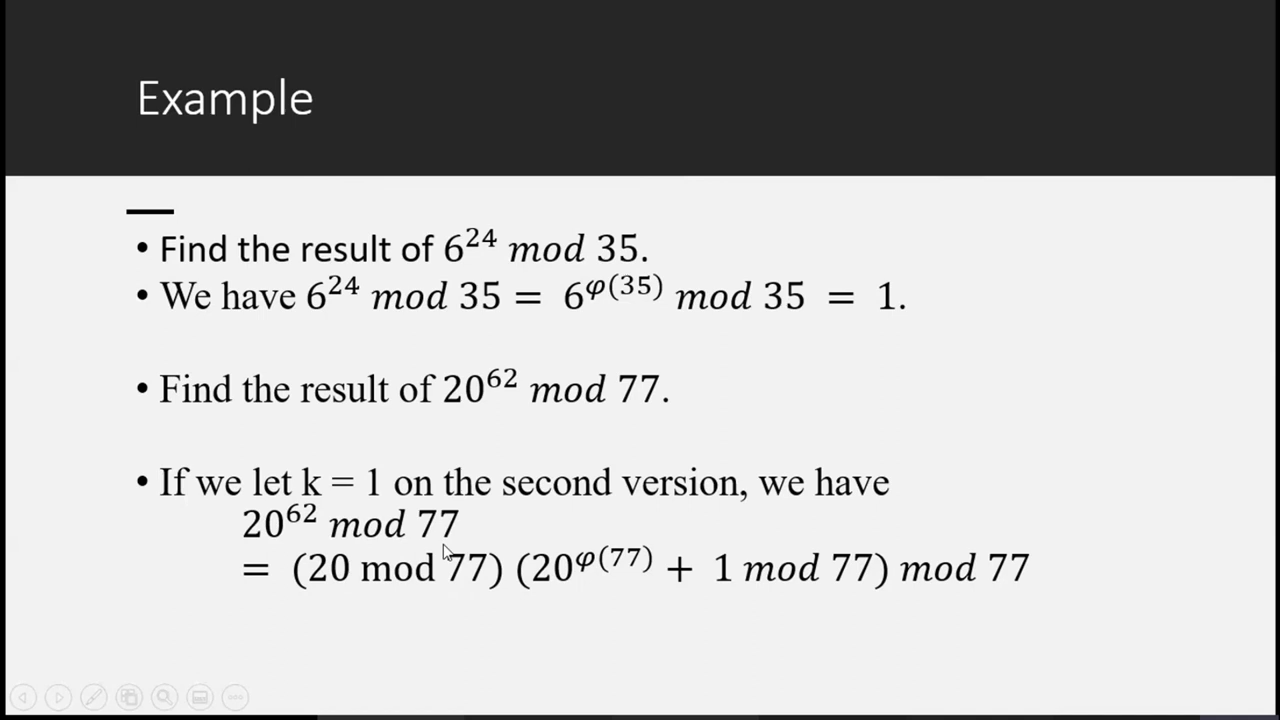 Example
• Find the result of 6²⁴ mod 35.
• We have 6²⁴ mod 35 = 6^φ(35) mod 35 = 1.
• Find the result of 20⁶² mod 77.
• If we let k = 1 on the second version, we have
20⁶² mod 77
= (20 mod 77) (20^φ(77) + 1 mod 77) mod 77